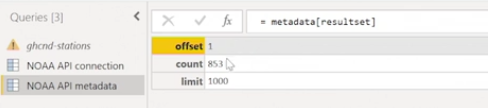 Queries [3]
fx
= metadata[resultset]
ghcnd-stations
NOAA API connection
NOAA API metadata
offset 1
count 853
limit 1000